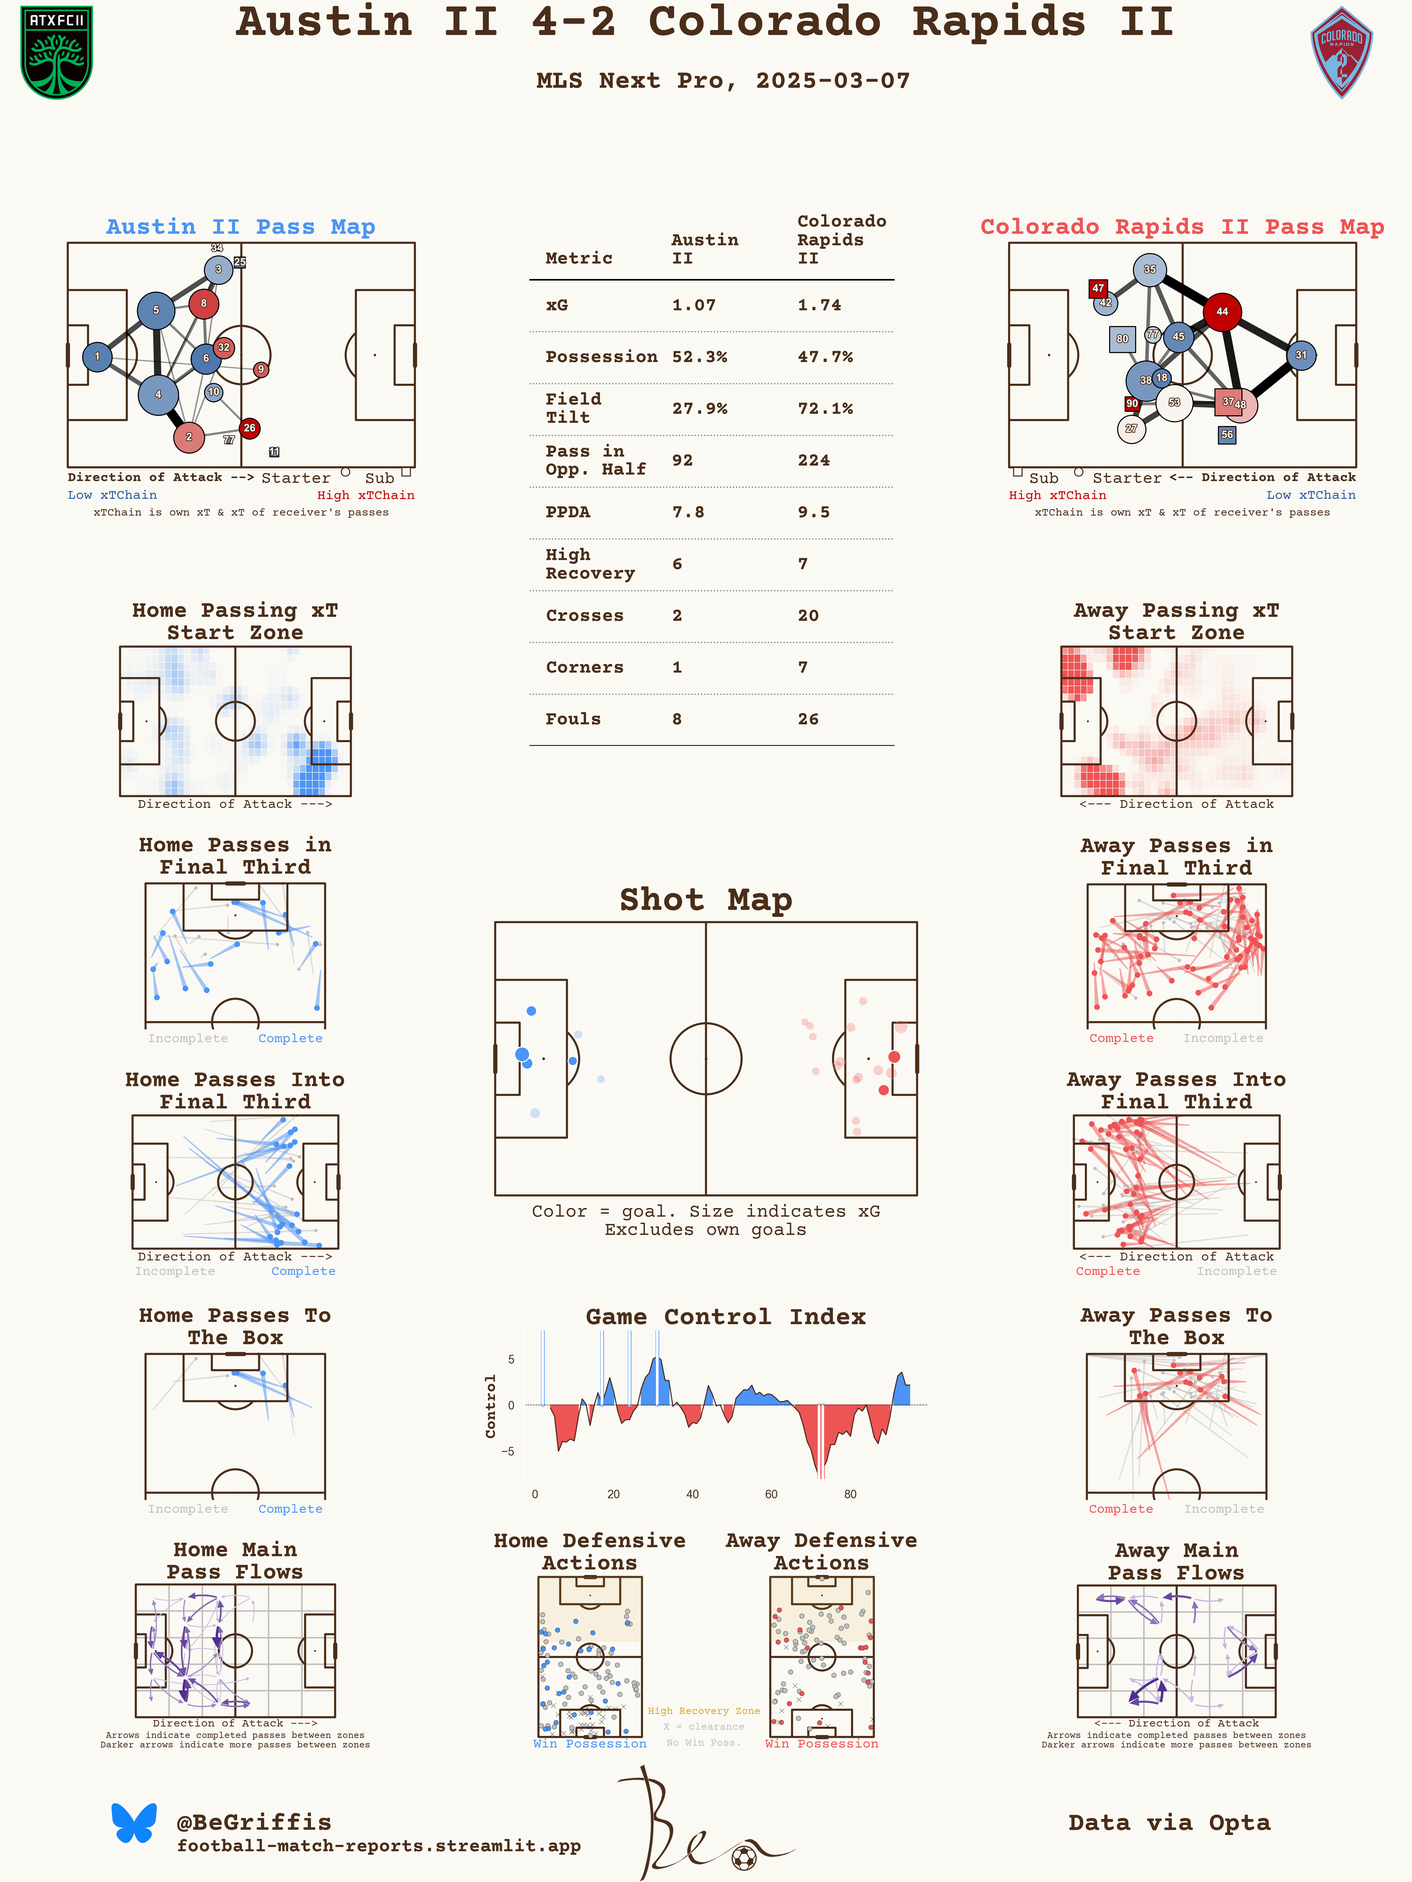 Austin II 4-2 Colorado Rapids II
MLS Next Pro, 2025-03-07
ATXFCII
COLORADO
RAPIDS
2
Austin II Pass Map
34
3
25
5
8
32
1
6
9
4
10
2
77
26
11
Direction of Attack --> Starter Sub
Low xTChain High xTChain
xTChain is own xT & xT of receiver's passes
Metric Austin II Colorado Rapids II
xG 1.07 1.74
Possession 52.3% 47.7%
Field Tilt 27.9% 72.1%
Pass in Opp. Half 92 224
PPDA 7.8 9.5
High Recovery 6 7
Crosses 2 20
Corners 1 7
Fouls 8 26
Colorado Rapids II Pass Map
35
47
42
44
80
77
45
31
38
18
90
53
37
48
27
56
Sub Starter <-- Direction of Attack
High xTChain Low xTChain
xTChain is own xT & xT of receiver's passes
Home Passing xT
Start Zone
Direction of Attack --->
Away Passing xT
Start Zone
<--- Direction of Attack
Home Passes in
Final Third
Incomplete Complete
Away Passes in
Final Third
Complete Incomplete
Shot Map
Color = goal. Size indicates xG
Excludes own goals
Home Passes Into
Final Third
Direction of Attack --->
Incomplete Complete
Away Passes Into
Final Third
<--- Direction of Attack
Complete Incomplete
Home Passes To
The Box
Incomplete Complete
Game Control Index
Control
5
0
−5
0 20 40 60 80
Away Passes To
The Box
Complete Incomplete
Home Main
Pass Flows
Direction of Attack --->
Arrows indicate completed passes between zones
Darker arrows indicate more passes between zones
Home Defensive
Actions
Win Possession
High Recovery Zone
X = clearance
No Win Poss.
Away Defensive
Actions
Win Possession
Away Main
Pass Flows
<--- Direction of Attack
Arrows indicate completed passes between zones
Darker arrows indicate more passes between zones
@BeGriffis
football-match-reports.streamlit.app
Ben
Data via Opta